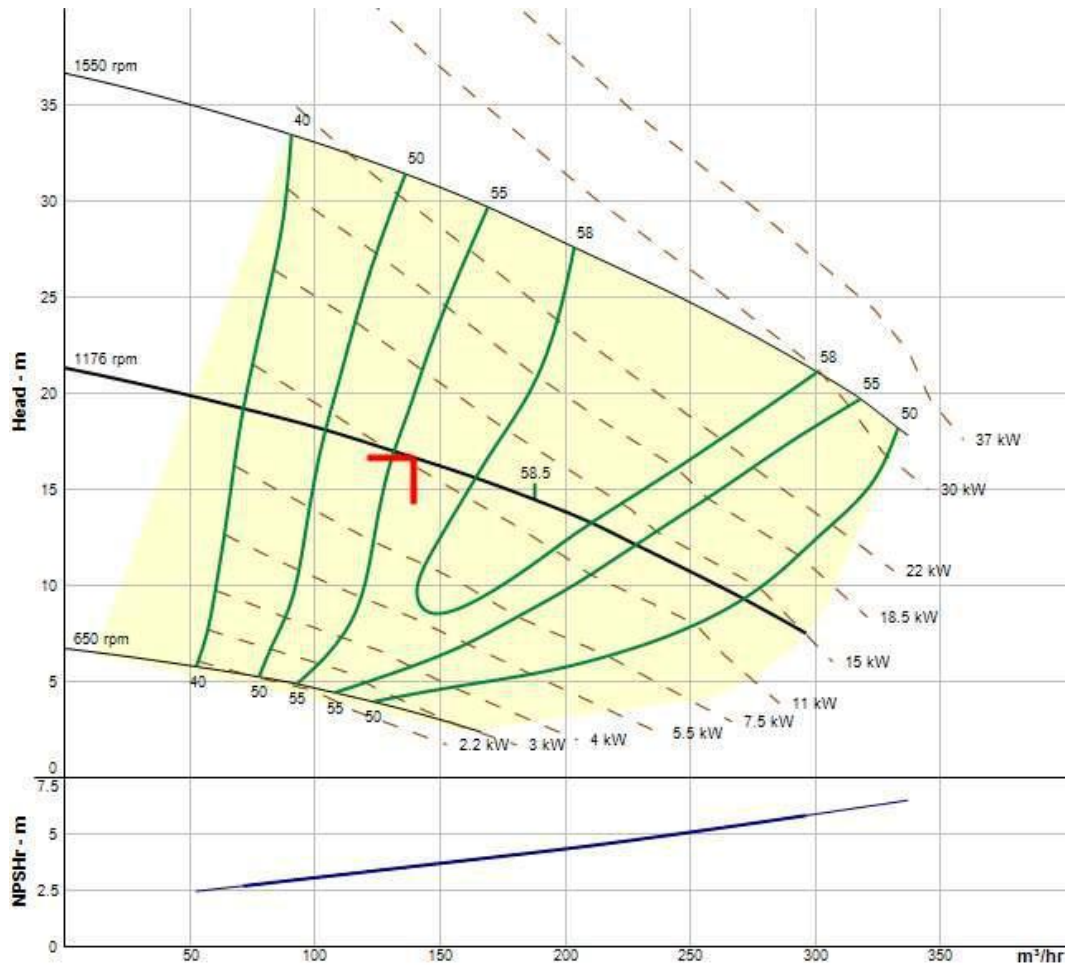 1550 rpm
35
40
50
30
55
58
25
1176 rpm
20
58
55
50
37 kW
15
58.5
30 kW
10
22 kW
18.5 kW
650 rpm
15 kW
5
40
50
55
55
50
11 kW
7.5 kW
5.5 kW
4 kW
3 kW
2.2 kW
0
Head - m
7.5
5
2.5
0
NPSHr - m
50
100
150
200
250
300
350
m³/hr